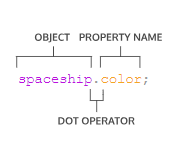 OBJECT PROPERTY NAME
spaceship.color;
DOT OPERATOR